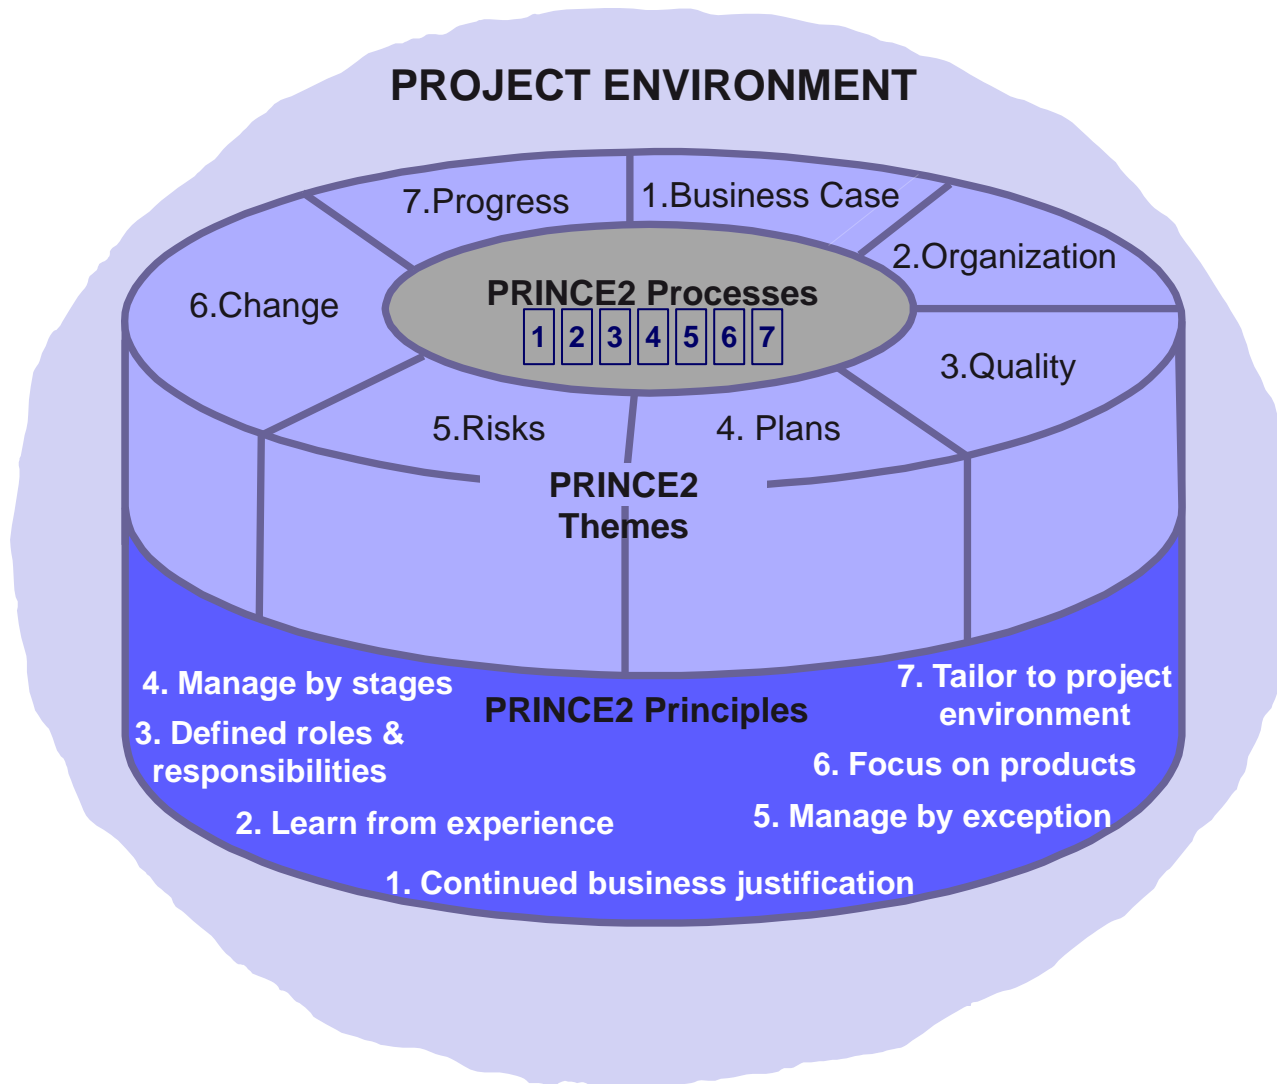 PROJECT ENVIRONMENT
7.Progress
1.Business Case
2.Organization
6.Change
PRINCE2 Processes
1 2 3 4 5 6 7
3.Quality
5.Risks
4. Plans
PRINCE2
Themes
4. Manage by stages
PRINCE2 Principles
7. Tailor to project
environment
3. Defined roles &
responsibilities
6. Focus on products
2. Learn from experience
5. Manage by exception
1. Continued business justification